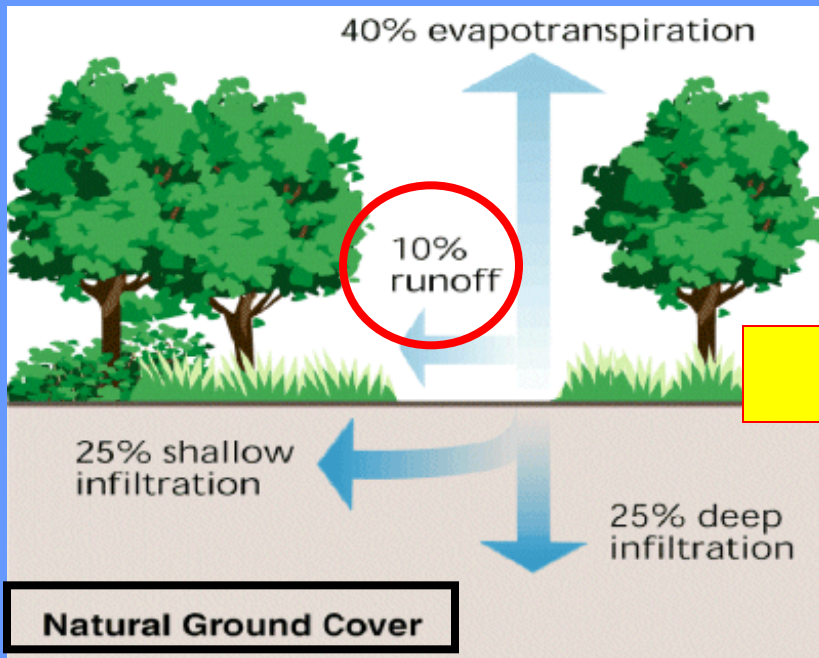 40% evapotranspiration
10%
runoff
25% shallow
infiltration
25% deep
infiltration
Natural Ground Cover